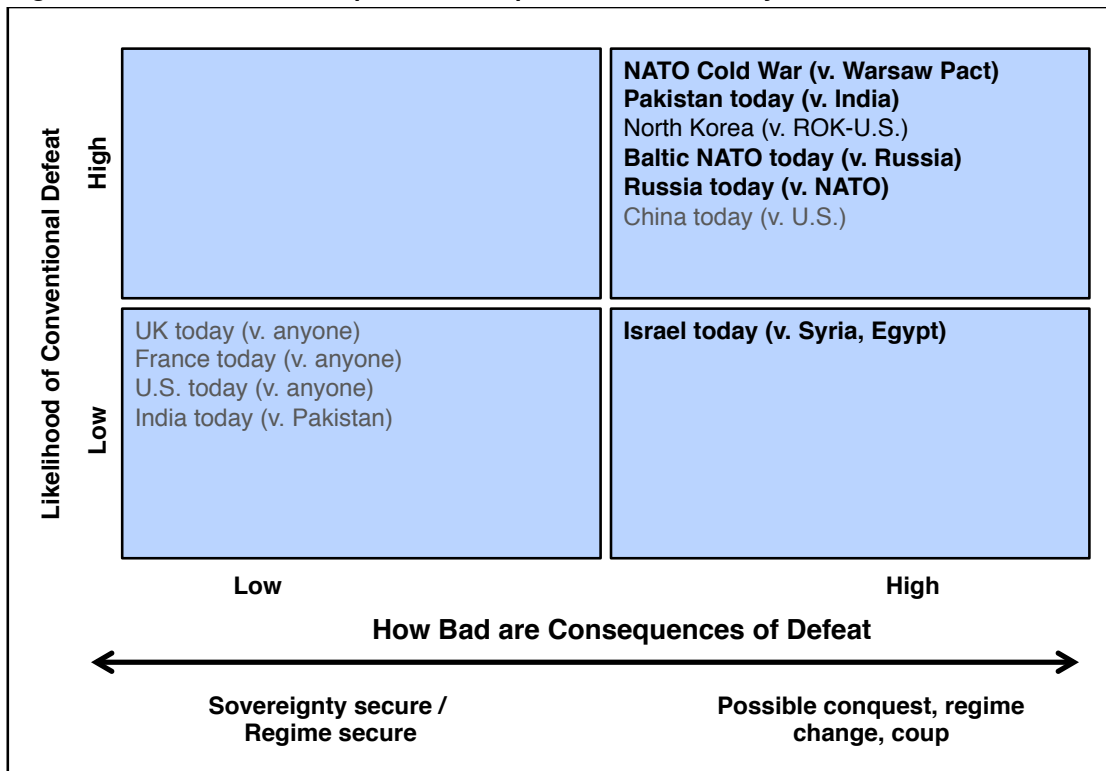 Likelihood of Conventional Defeat
High
Low
NATO Cold War (v. Warsaw Pact)
Pakistan today (v. India)
North Korea (v. ROK-U.S.)
Baltic NATO today (v. Russia)
Russia today (v. NATO)
China today (v. U.S.)
UK today (v. anyone)
France today (v. anyone)
U.S. today (v. anyone)
India today (v. Pakistan)
Israel today (v. Syria, Egypt)
Low
High
How Bad are Consequences of Defeat
Sovereignty secure /
Regime secure
Possible conquest, regime
change, coup